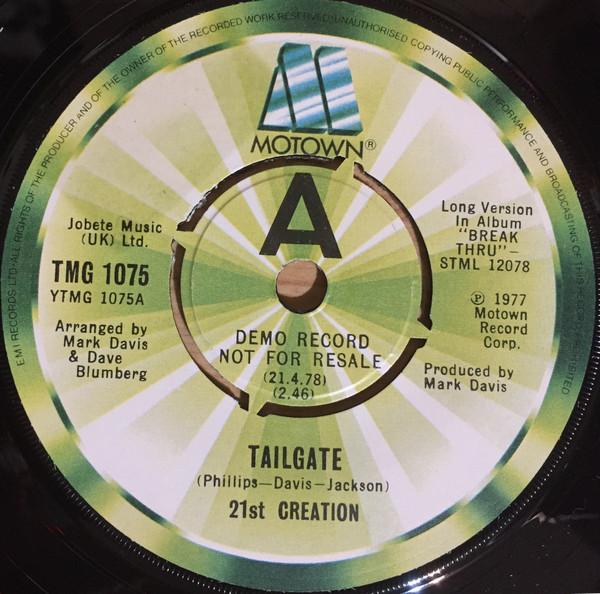 EMI RECORDS LTD·ALL RIGHTS OF THE PRODUCER AND OF THE OWNER OF THE RECORDED WORK RESERVED·UNAUTHORISED COPYING PUBLIC PERFORMANCE AND BROADCASTING OF THIS RECORD PROHIBITED
MOTOWN®
A
Jobete Music
(UK) Ltd.
TMG 1075
YTMG 1075A
Arranged by
Mark Davis
& Dave
Blumberg
Long Version
In Album
"BREAK
THRU"—
STML 12078
℗ 1977
Motown
Record
Corp.
Produced by
Mark Davis
DEMO RECORD
NOT FOR RESALE
(21.4.78)
(2.46)
TAILGATE
(Phillips—Davis—Jackson)
21st CREATION